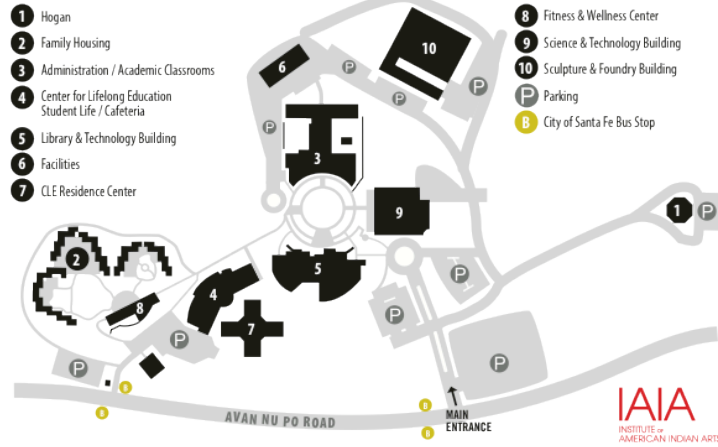 1 Hogan
2 Family Housing
3 Administration / Academic Classrooms
4 Center for Lifelong Education
Student Life / Cafeteria
5 Library & Technology Building
6 Facilities
7 CLE Residence Center
8 Fitness & Wellness Center
9 Science & Technology Building
10 Sculpture & Foundry Building
P Parking
B City of Santa Fe Bus Stop
10
6
P
P
P
P
3
9
1
P
2
5
P
4
8
P
7
P
P
P
B
B
B
B
AVAN NU PO ROAD
MAIN
ENTRANCE
IAIA
INSTITUTE OF
AMERICAN INDIAN ARTS